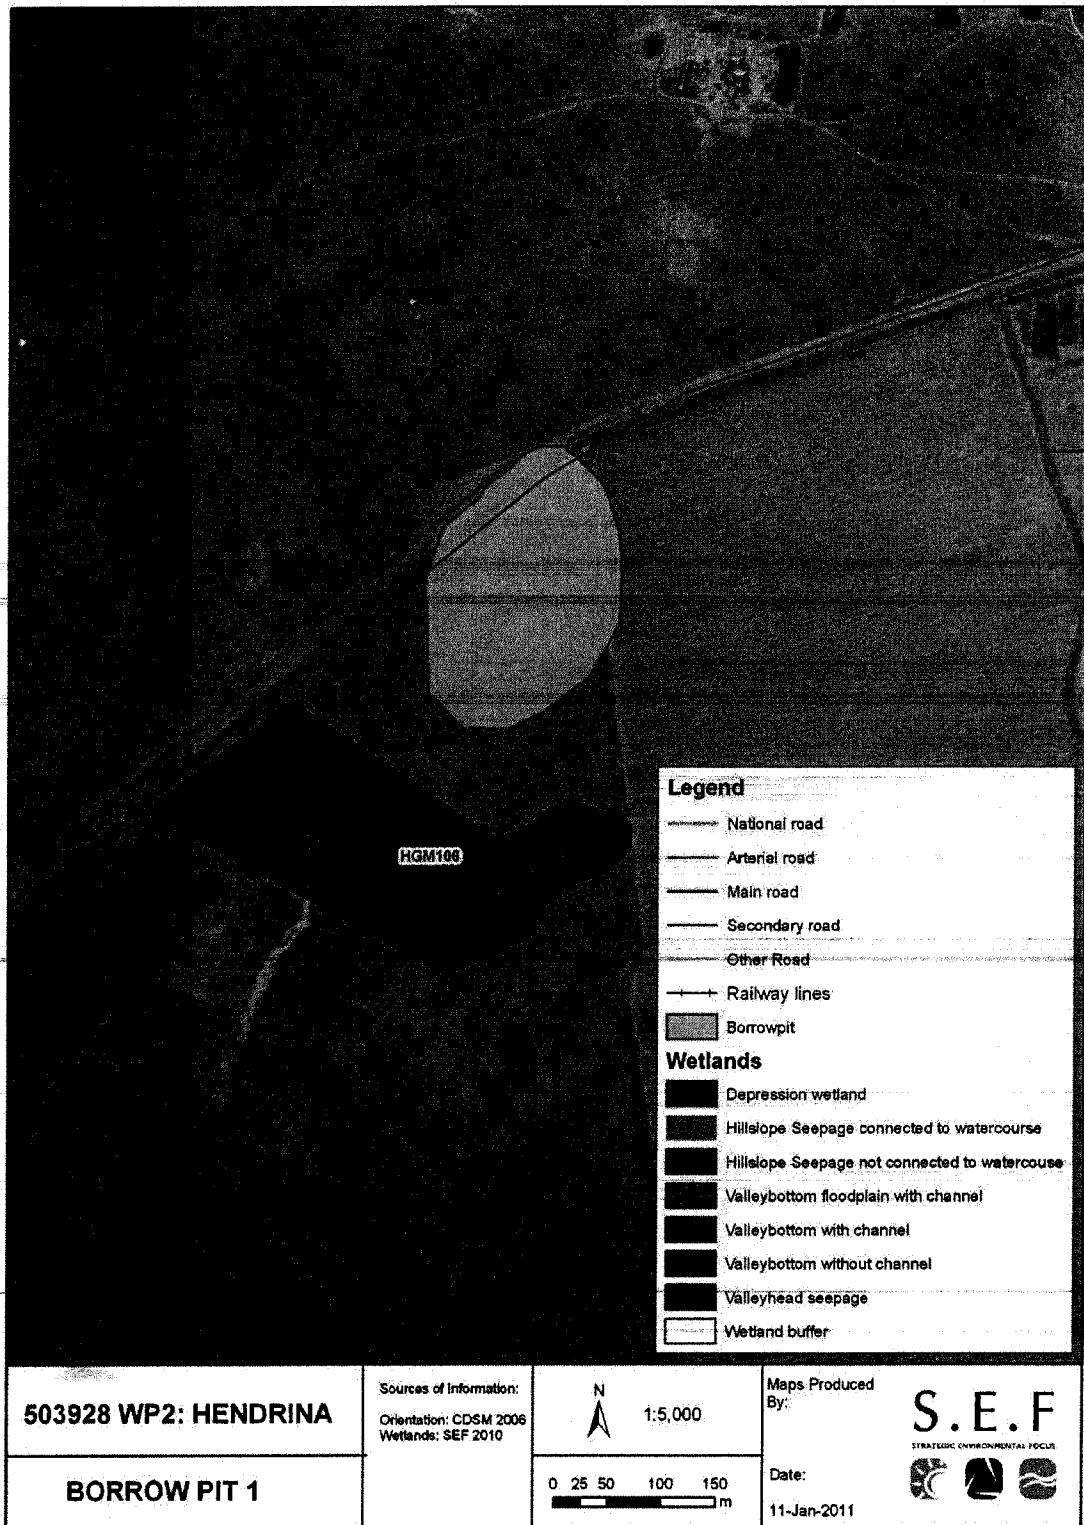 HGM106
Legend
National road
Arterial road
Main road
Secondary road
Other Road
Railway lines
Borrowpit
Wetlands
Depression wetland
Hillslope Seepage connected to watercourse
Hillslope Seepage not connected to watercouse
Valleybottom floodplain with channel
Valleybottom with channel
Valleybottom without channel
Valleyhead seepage
Wetland buffer
503928 WP2: HENDRINA
BORROW PIT 1
Sources of Information:
Orientation: CDSM 2006
Wetlands: SEF 2010
N
1:5,000
0 25 50 100 150
m
Maps Produced
By:
S.E.F
STRATEGIC ENVIRONMENTAL FOCUS
Date:
11-Jan-2011